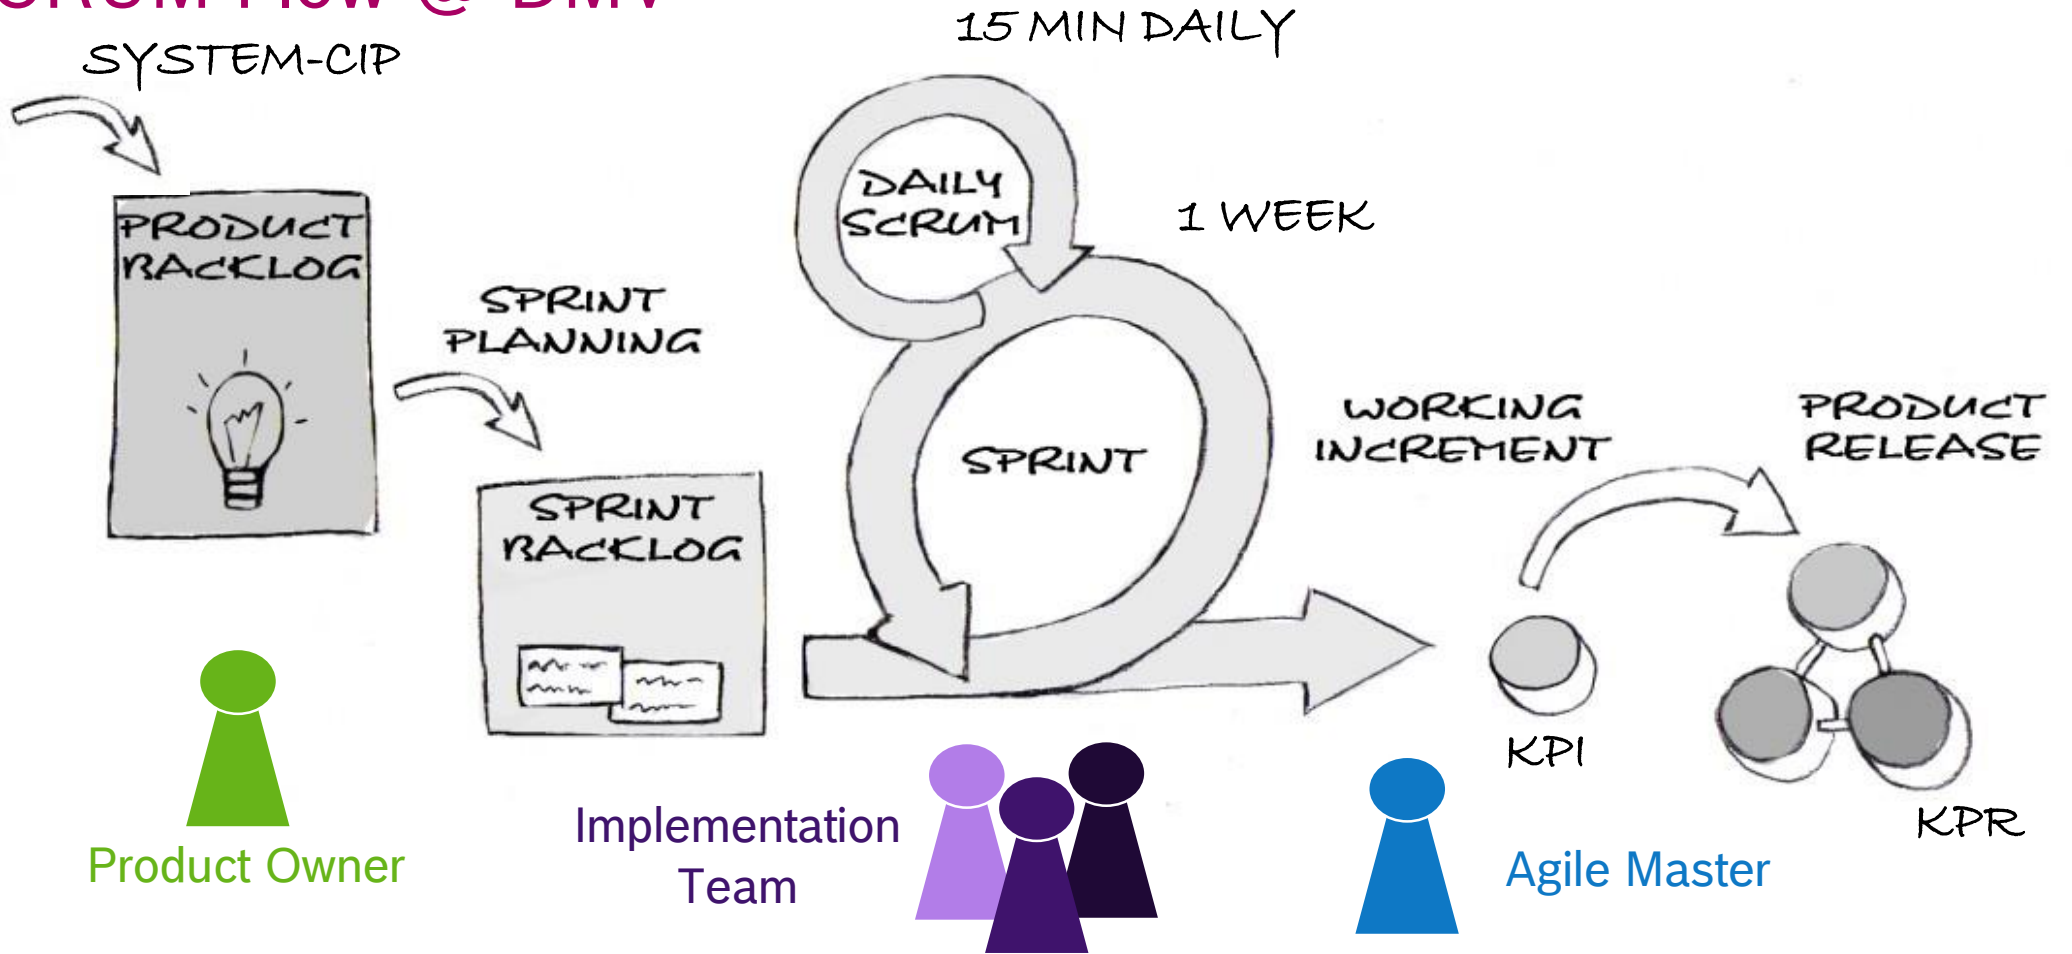 SYSTEM-CIP
15 MIN DAILY
PRODUCT
BACKLOG
DAILY
SCRUM
1 WEEK
SPRINT
PLANNING
SPRINT
BACKLOG
SPRINT
WORKING
INCREMENT
PRODUCT
RELEASE
KPI
KPR
Product Owner
Implementation
Team
Agile Master